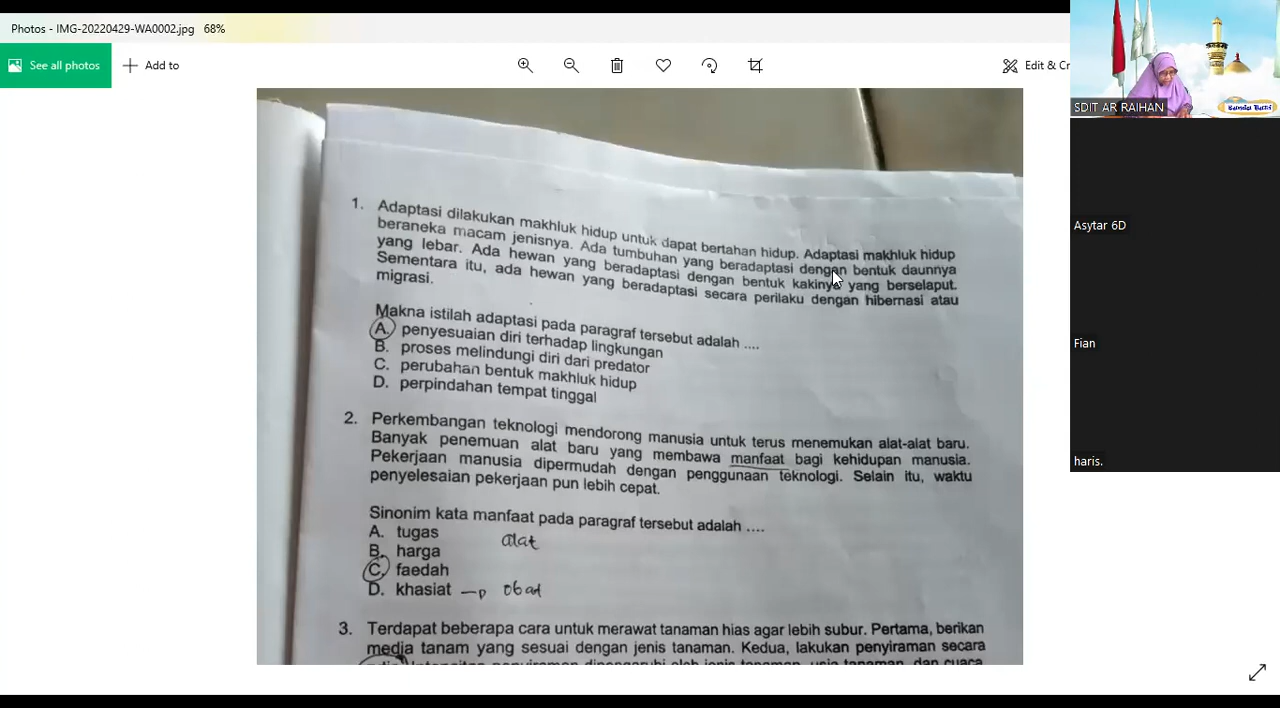 Photos - IMG-20220429-WA0002.jpg 68%
See all photos
Add to
Edit & Cr
SDIT AR RAIHAN
Asytar 6D
Fian
haris.
1. Adaptasi dilakukan makhluk hidup untuk dapat bertahan hidup. Adaptasi makhluk hidup
beraneka macam jenisnya. Ada tumbuhan yang beradaptasi dengan bentuk daunnya
yang lebar. Ada hewan yang beradaptasi dengan bentuk kakinya yang berselaput.
Sementara itu, ada hewan yang beradaptasi secara perilaku dengan hibernasi atau
migrasi.
Makna istilah adaptasi pada paragraf tersebut adalah ....
A. penyesuaian diri terhadap lingkungan
B. proses melindungi diri dari predator
C. perubahan bentuk makhluk hidup
D. perpindahan tempat tinggal
2. Perkembangan teknologi mendorong manusia untuk terus menemukan alat-alat baru.
Banyak penemuan alat baru yang membawa manfaat bagi kehidupan manusia.
Pekerjaan manusia dipermudah dengan penggunaan teknologi. Selain itu, waktu
penyelesaian pekerjaan pun lebih cepat.
Sinonim kata manfaat pada paragraf tersebut adalah ....
A. tugas
alat
B. harga
C. faedah
D. khasiat → obat
3. Terdapat beberapa cara untuk merawat tanaman hias agar lebih subur. Pertama, berikan
media tanam yang sesuai dengan jenis tanaman. Kedua, lakukan penyiraman secara